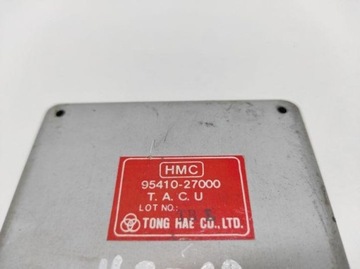 HMC
95410-27000
T. A. C. U
LOT NO.:
TONG HAE CO., LTD.